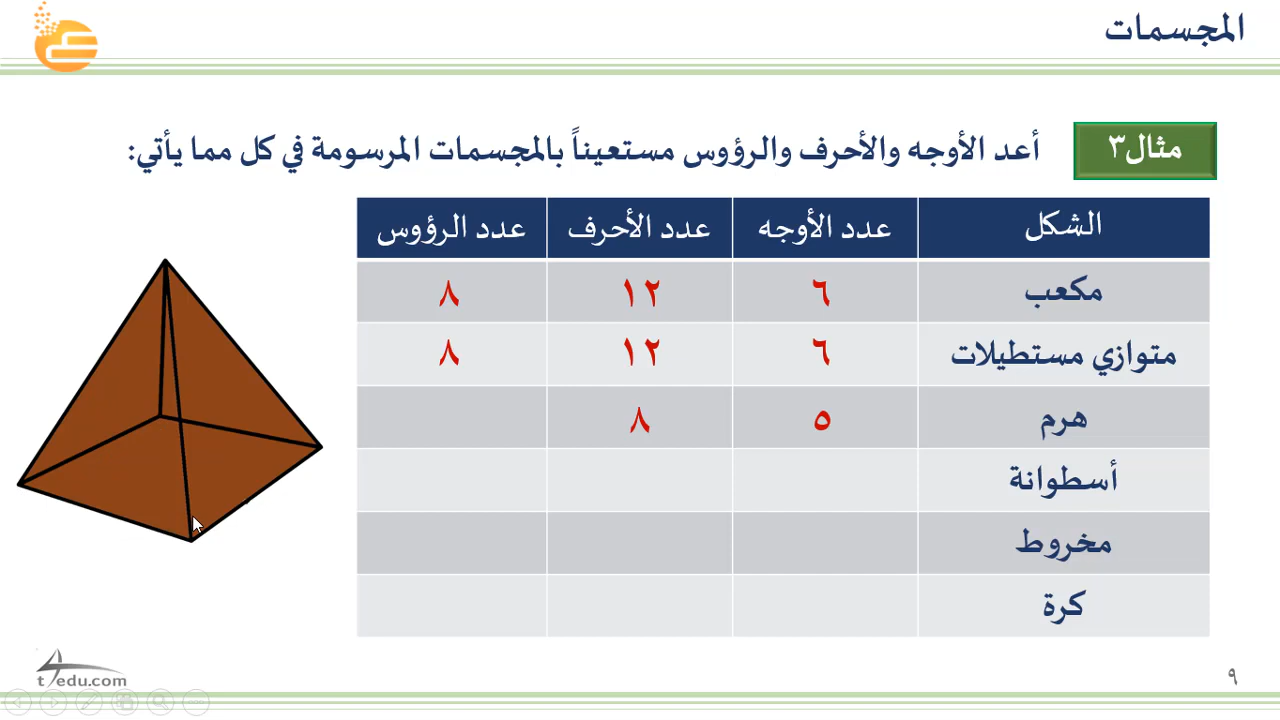 المجسمات
مثال٣ أعد الأوجه والأحرف والرؤوس مستعيناً بالمجسمات المرسومة في كل مما يأتي:
الشكل عدد الأوجه عدد الأحرف عدد الرؤوس
مكعب ٦ ١٢ ٨
متوازي مستطيلات ٦ ١٢ ٨
هرم ٥ ٨
أسطوانة
مخروط
كرة
t4edu.com
٩